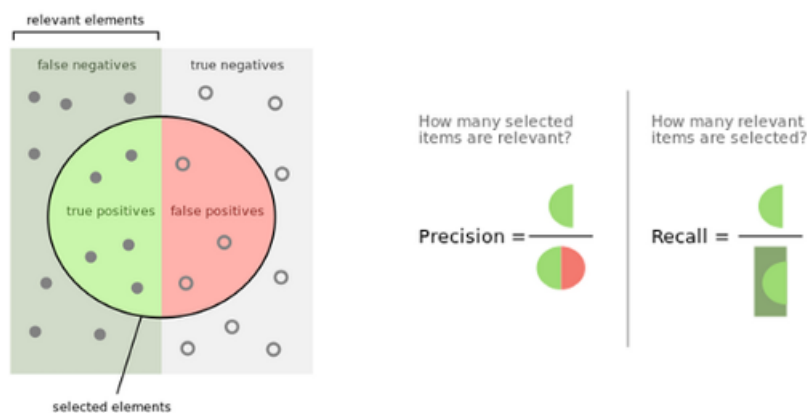 relevant elements
false negatives
true negatives
true positives
false positives
selected elements
How many selected
items are relevant?
Precision =
How many relevant
items are selected?
Recall =